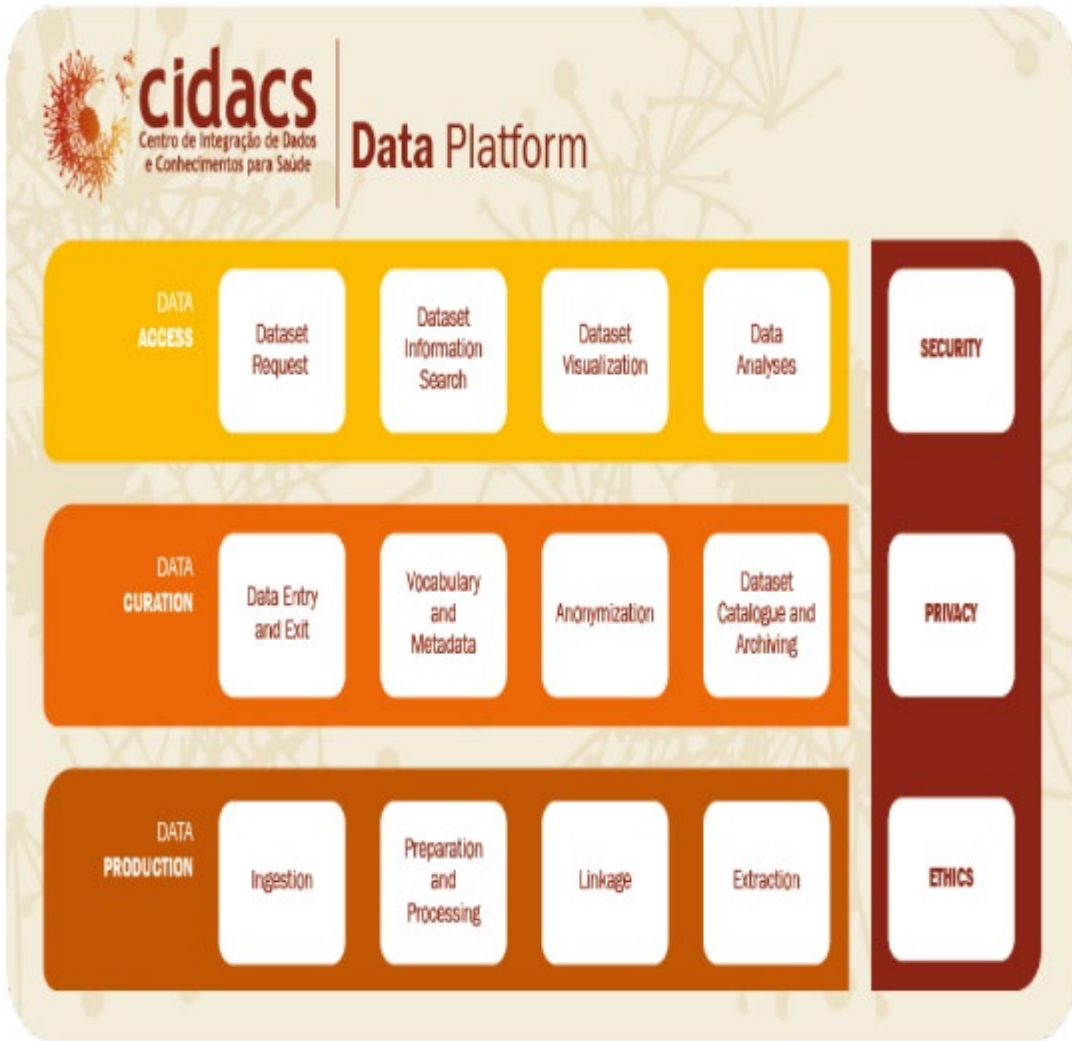 cidacs
Centro de Integração de Dados
e Conhecimentos para Saúde
Data Platform
DATA
ACCESS
Dataset
Request
Dataset
Information
Search
Dataset
Visualization
Data
Analyses
SECURITY
DATA
CURATION
Data Entry
and Exit
Vocabulary
and
Metadata
Anonymization
Dataset
Catalogue and
Archiving
PRIVACY
DATA
PRODUCTION
Ingestion
Preparation
and
Processing
Linkage
Extraction
ETHICS